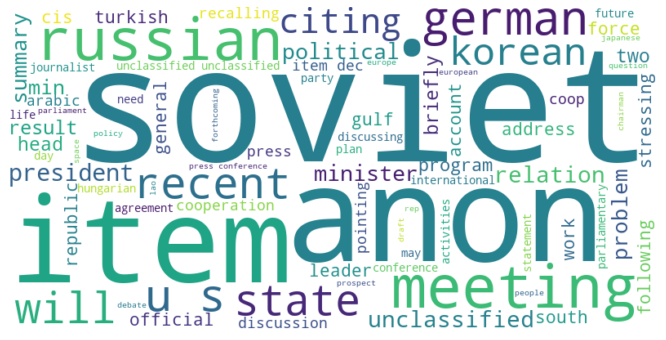 cis turkish recalling citing german future
summary russian force japanese
journalist unclassified unclassified political korean two
min item dec europe question
arabic soviet party briefly european
life parliament need general forthcoming gulf account coop chairman stressing
result discussing address
head day policy space press plan
president press conference minister program relation
hungarian recent lao international problem
republic agreement cooperation pointing rep work parliamentary following
item anon draft activities statement
leader conference may meeting
will u s state prospect people
debate unclassified south
official discussion